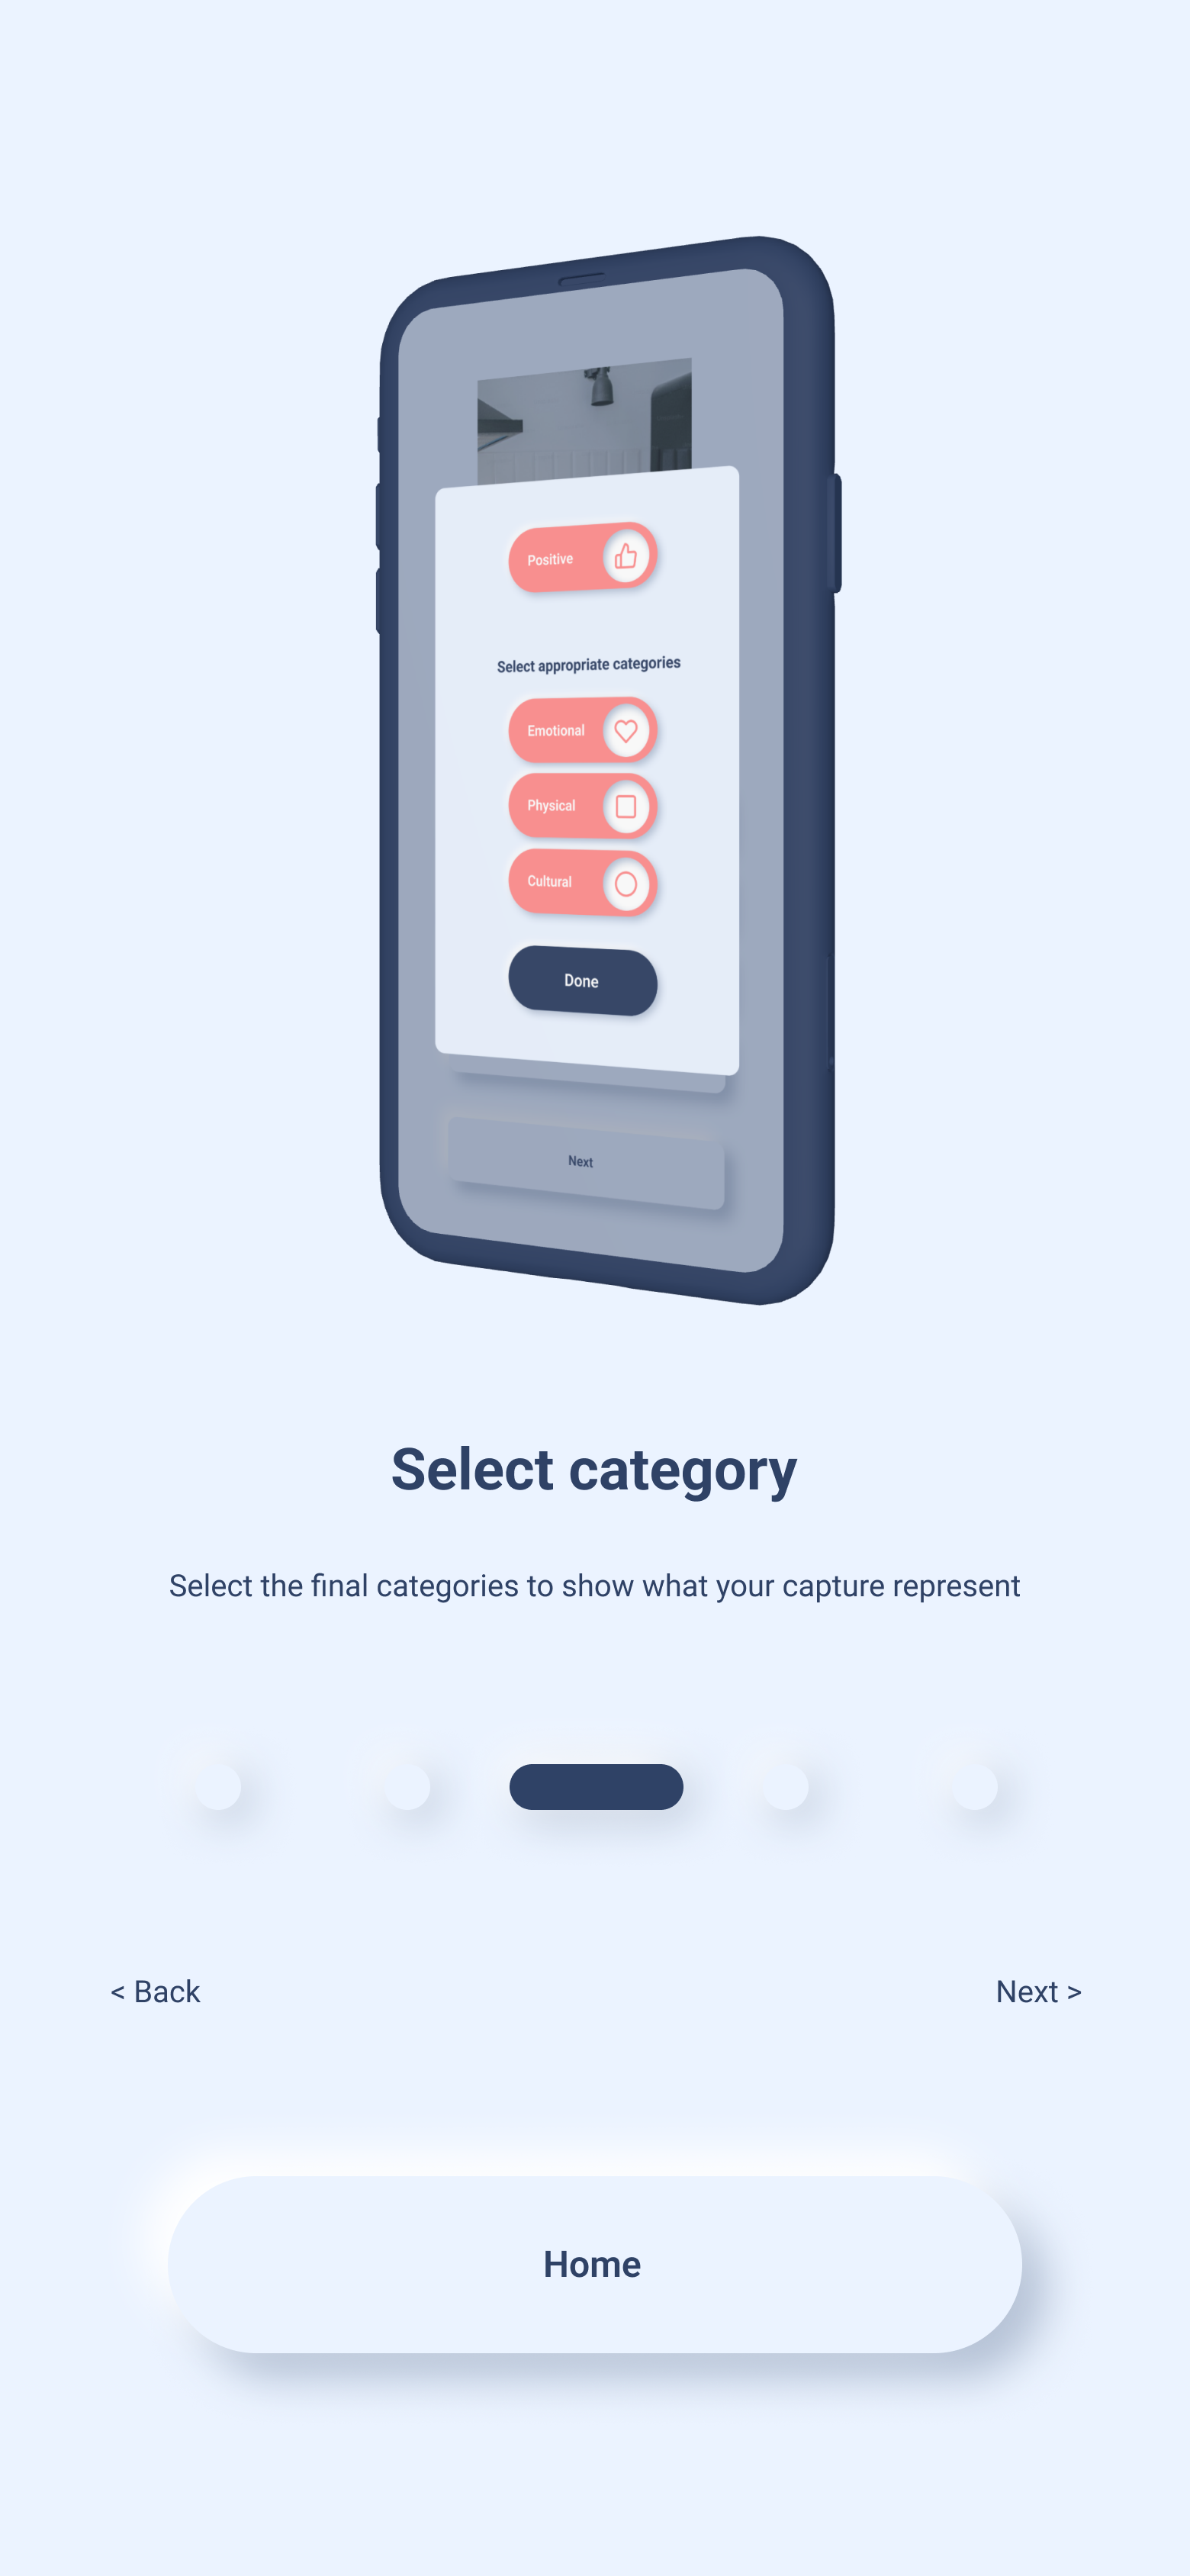 Positive
Select appropriate categories
Emotional
Physical
Cultural
Done
Next
Select category
Select the final categories to show what your capture represent
< Back
Next >
Home